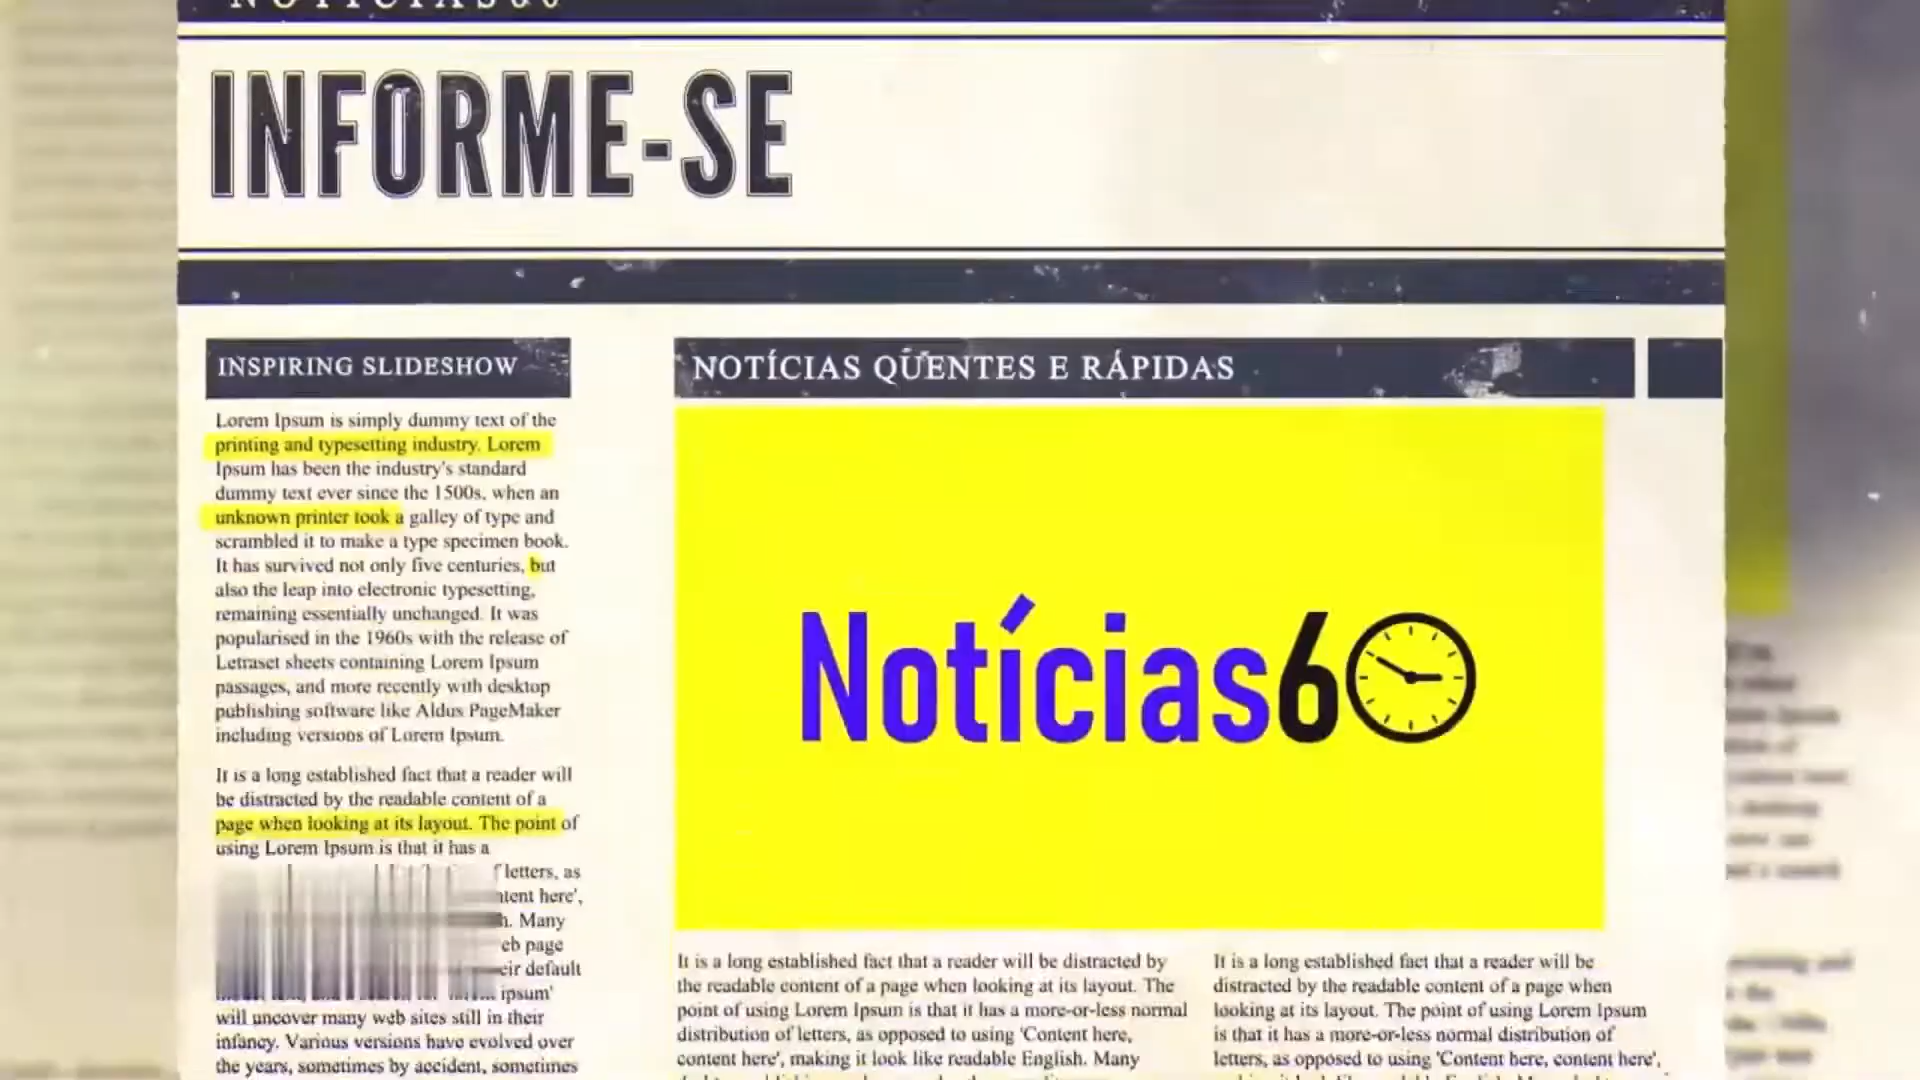 NOTICIAS60
INFORME-SE
INSPIRING SLIDESHOW
Lorem Ipsum is simply dummy text of the
printing and typesetting industry. Lorem
Ipsum has been the industry's standard
dummy text ever since the 1500s, when an
unknown printer took a galley of type and
scrambled it to make a type specimen book.
It has survived not only five centuries, but
also the leap into electronic typesetting,
remaining essentially unchanged. It was
popularised in the 1960s with the release of
Letraset sheets containing Lorem Ipsum
passages, and more recently with desktop
publishing software like Aldus PageMaker
including versions of Lorem Ipsum.
It is a long established fact that a reader will
be distracted by the readable content of a
page when looking at its layout. The point of
using Lorem Ipsum is that it has a
letters, as
here',
Many
page
default
ipsum'
will uncover many web sites still in their
infancy. Various versions have evolved over
the years, sometimes by accident, sometimes
NOTÍCIAS QUENTES E RÁPIDAS
Notícias6
It is a long established fact that a reader will be distracted by
the readable content of a page when looking at its layout. The
point of using Lorem Ipsum is that it has a more-or-less normal
distribution of letters, as opposed to using 'Content here,
content here', making it look like readable English. Many
It is a long established fact that a reader will be
distracted by the readable content of a page when
looking at its layout. The point of using Lorem Ipsum
is that it has a more-or-less normal distribution of
letters, as opposed to using 'Content here, content here',